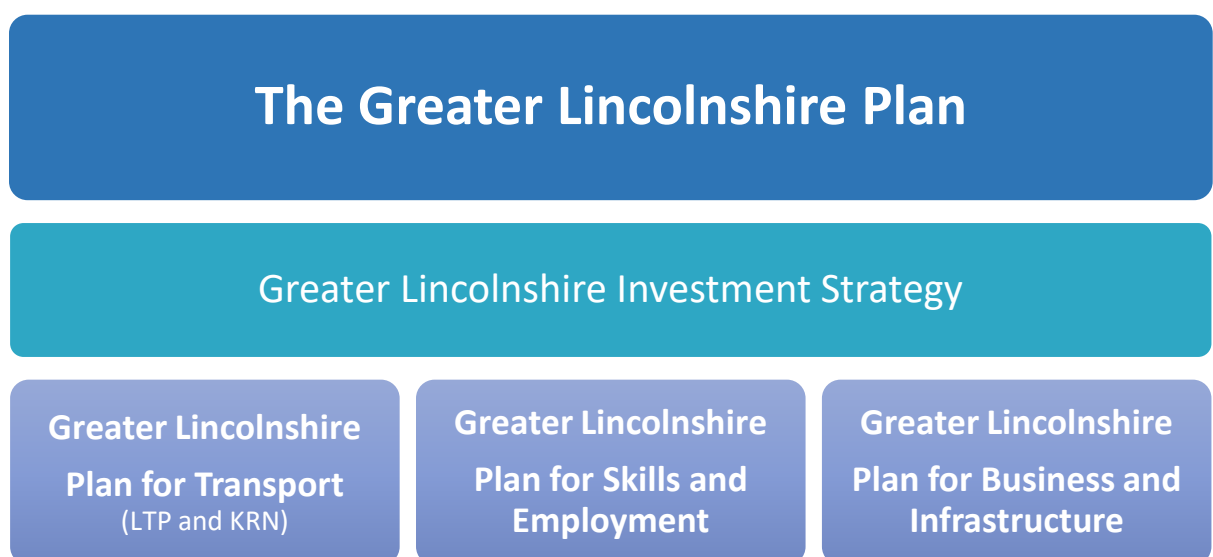 The Greater Lincolnshire Plan
Greater Lincolnshire Investment Strategy
Greater Lincolnshire
Plan for Transport
(LTP and KRN)
Greater Lincolnshire
Plan for Skills and
Employment
Greater Lincolnshire
Plan for Business and
Infrastructure